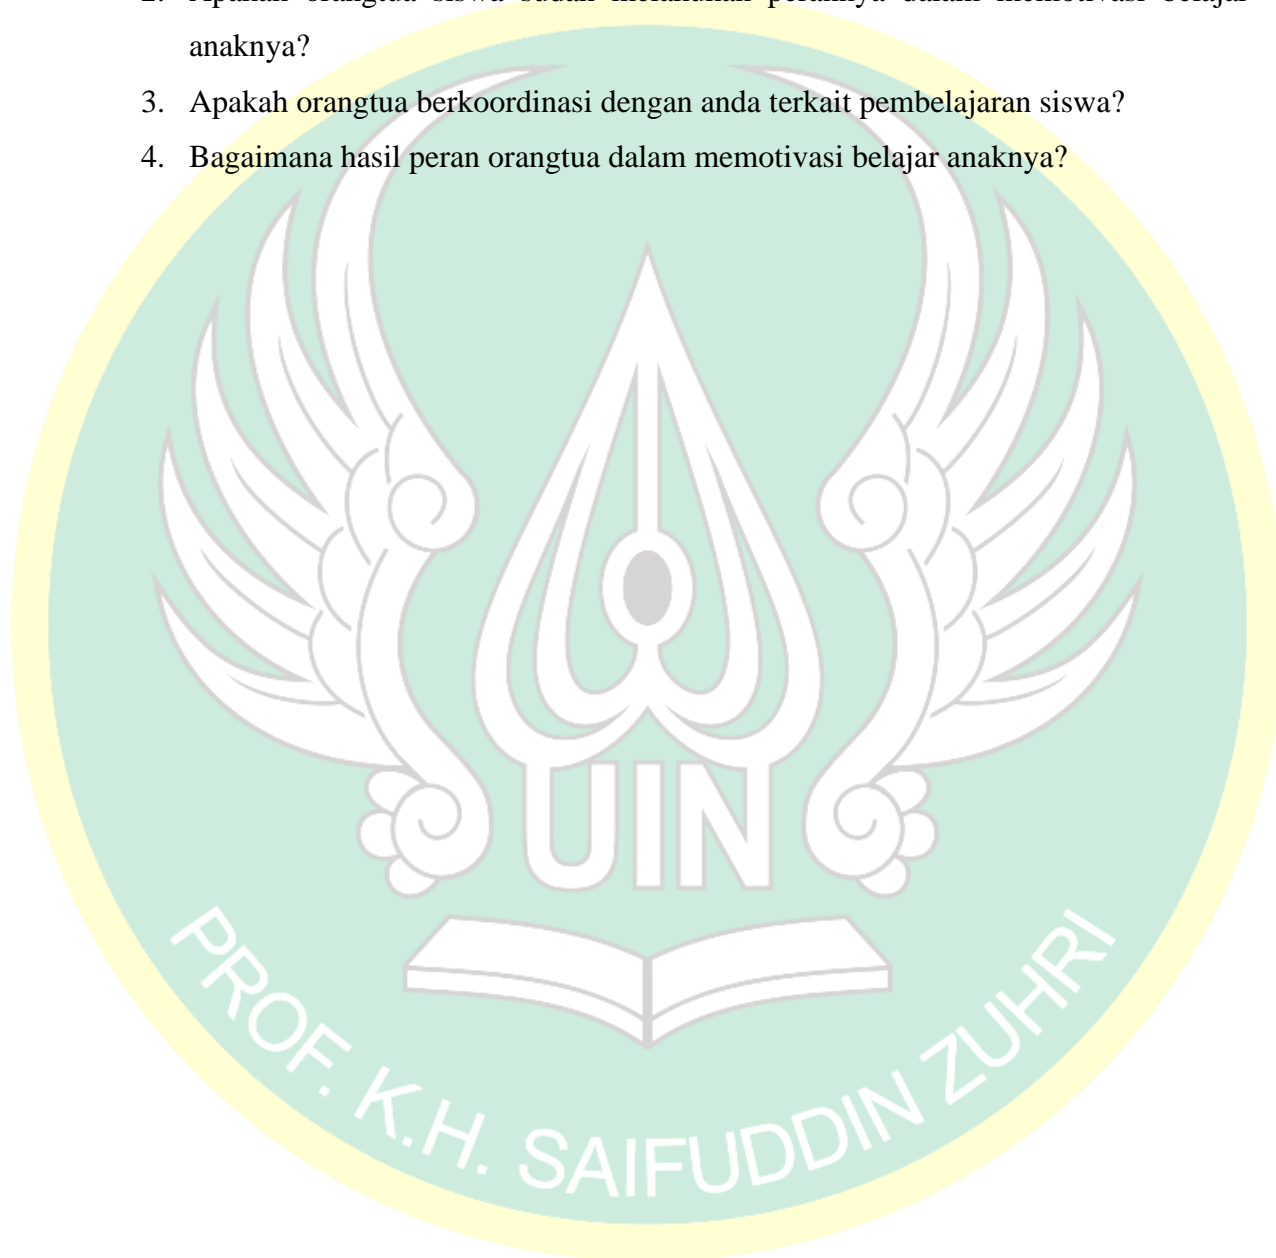 2. Apakah orangtua siswa sudah melakukan perannya dalam memotivasi belajar
anaknya?
3. Apakah orangtua berkoordinasi dengan anda terkait pembelajaran siswa?
4. Bagaimana hasil peran orangtua dalam memotivasi belajar anaknya?
UIN
PROF. K.H. SAIFUDDIN ZUHRI